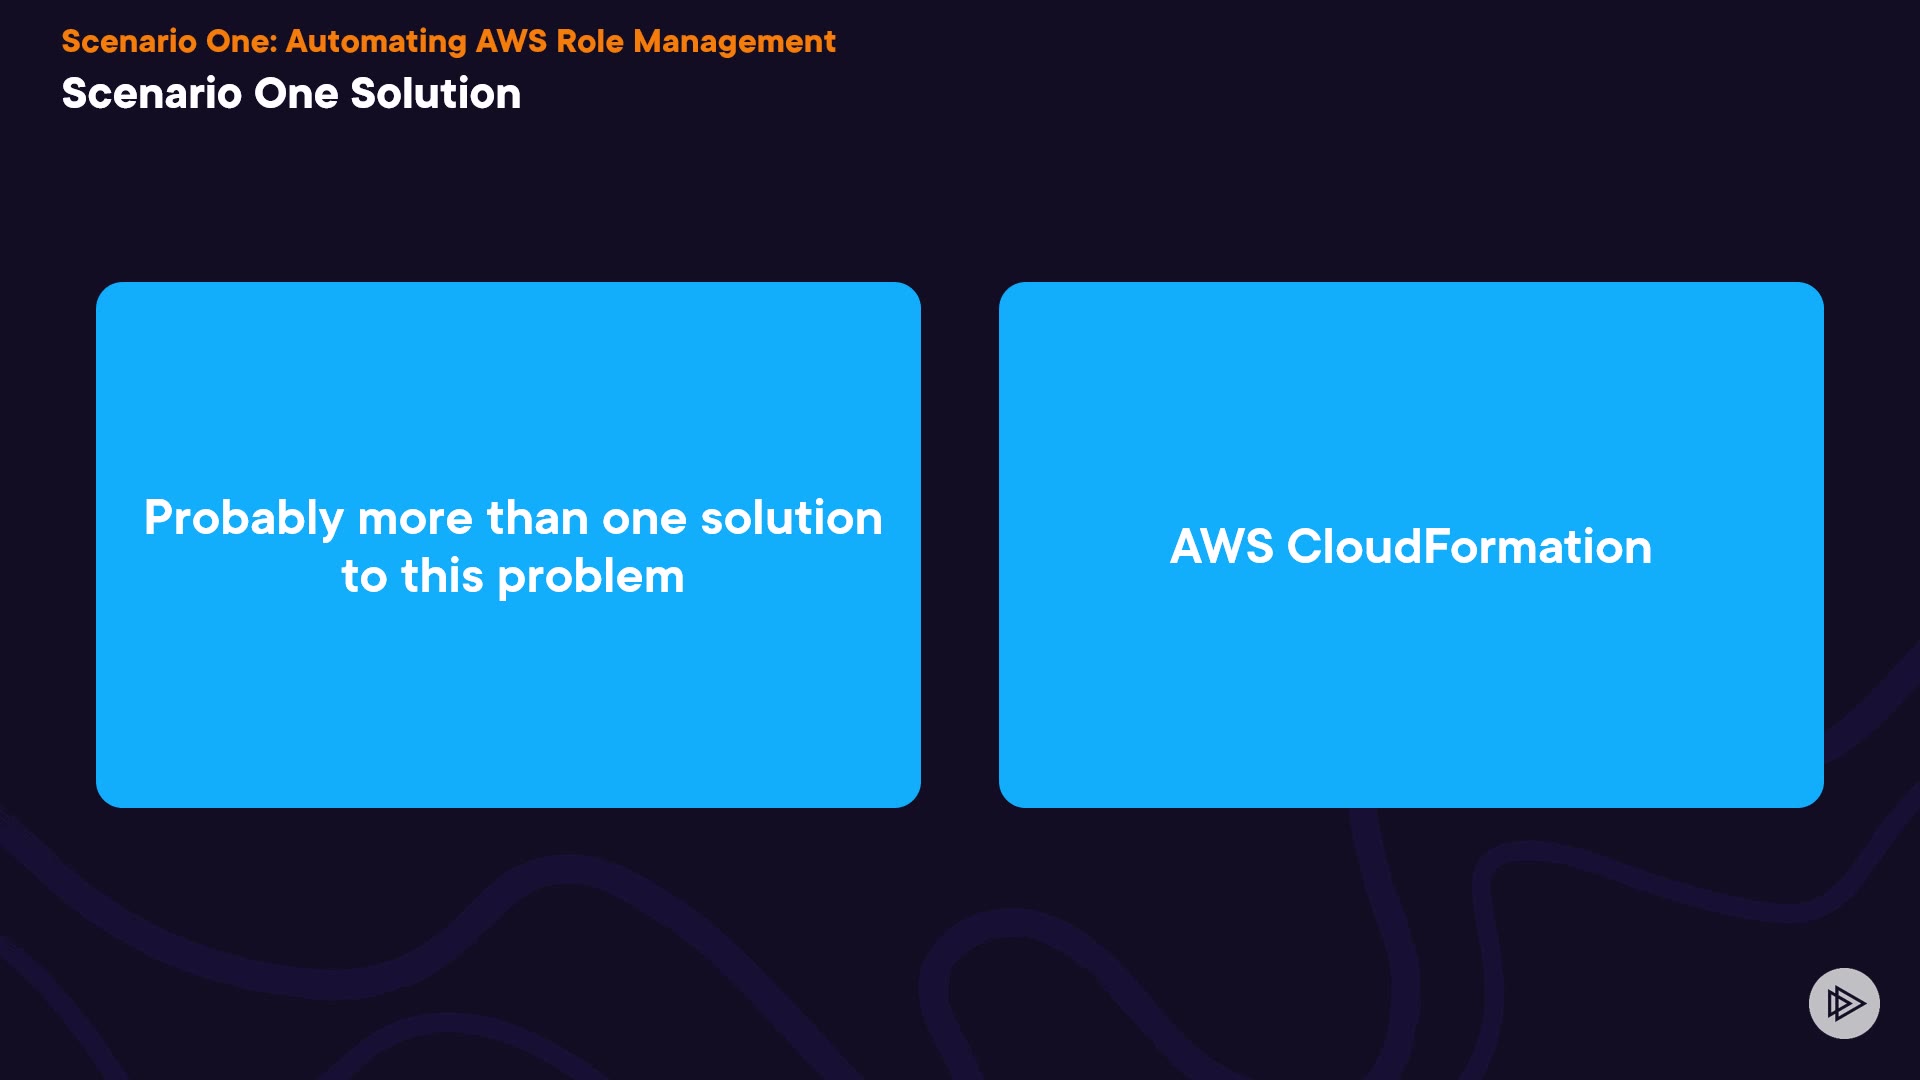 Scenario One: Automating AWS Role Management
Scenario One Solution
Probably more than one solution
to this problem
AWS CloudFormation